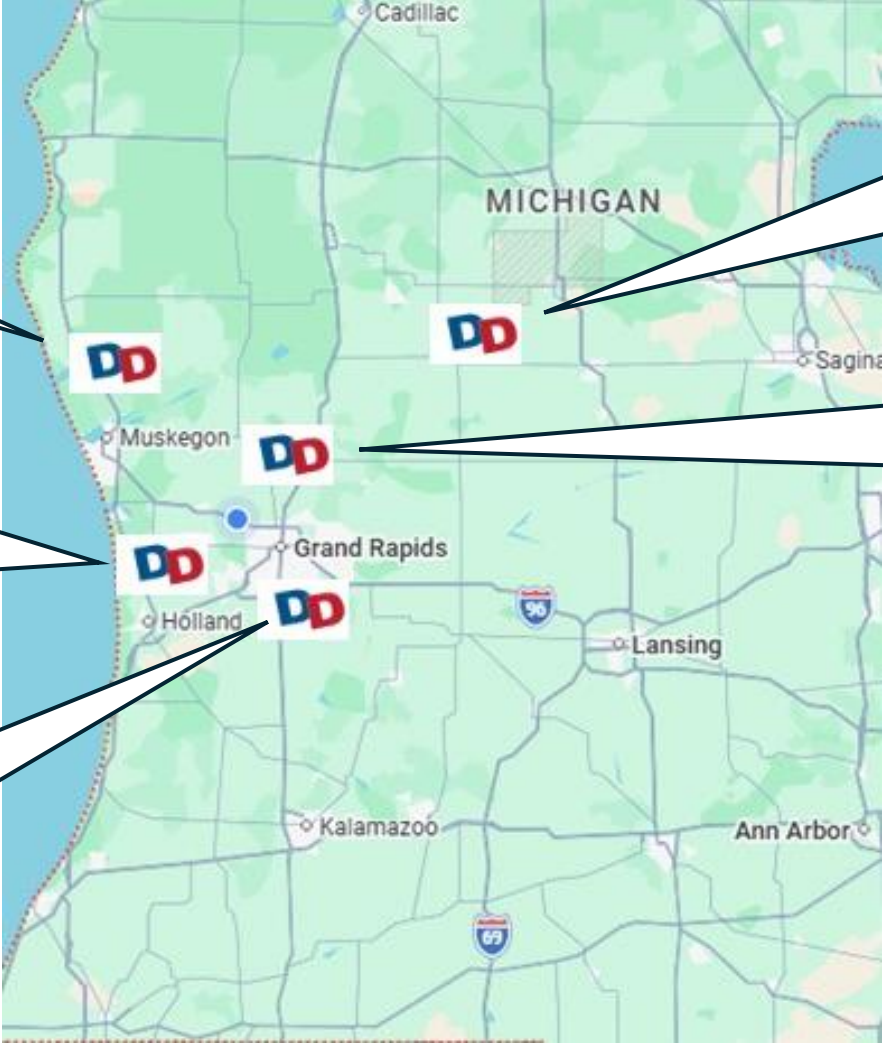 Cadillac
MICHIGAN
DD
DD
Sagina
Muskegon
DD
Grand Rapids
DD
DD
96
Holland
Lansing
Kalamazoo
Ann Arbor
69